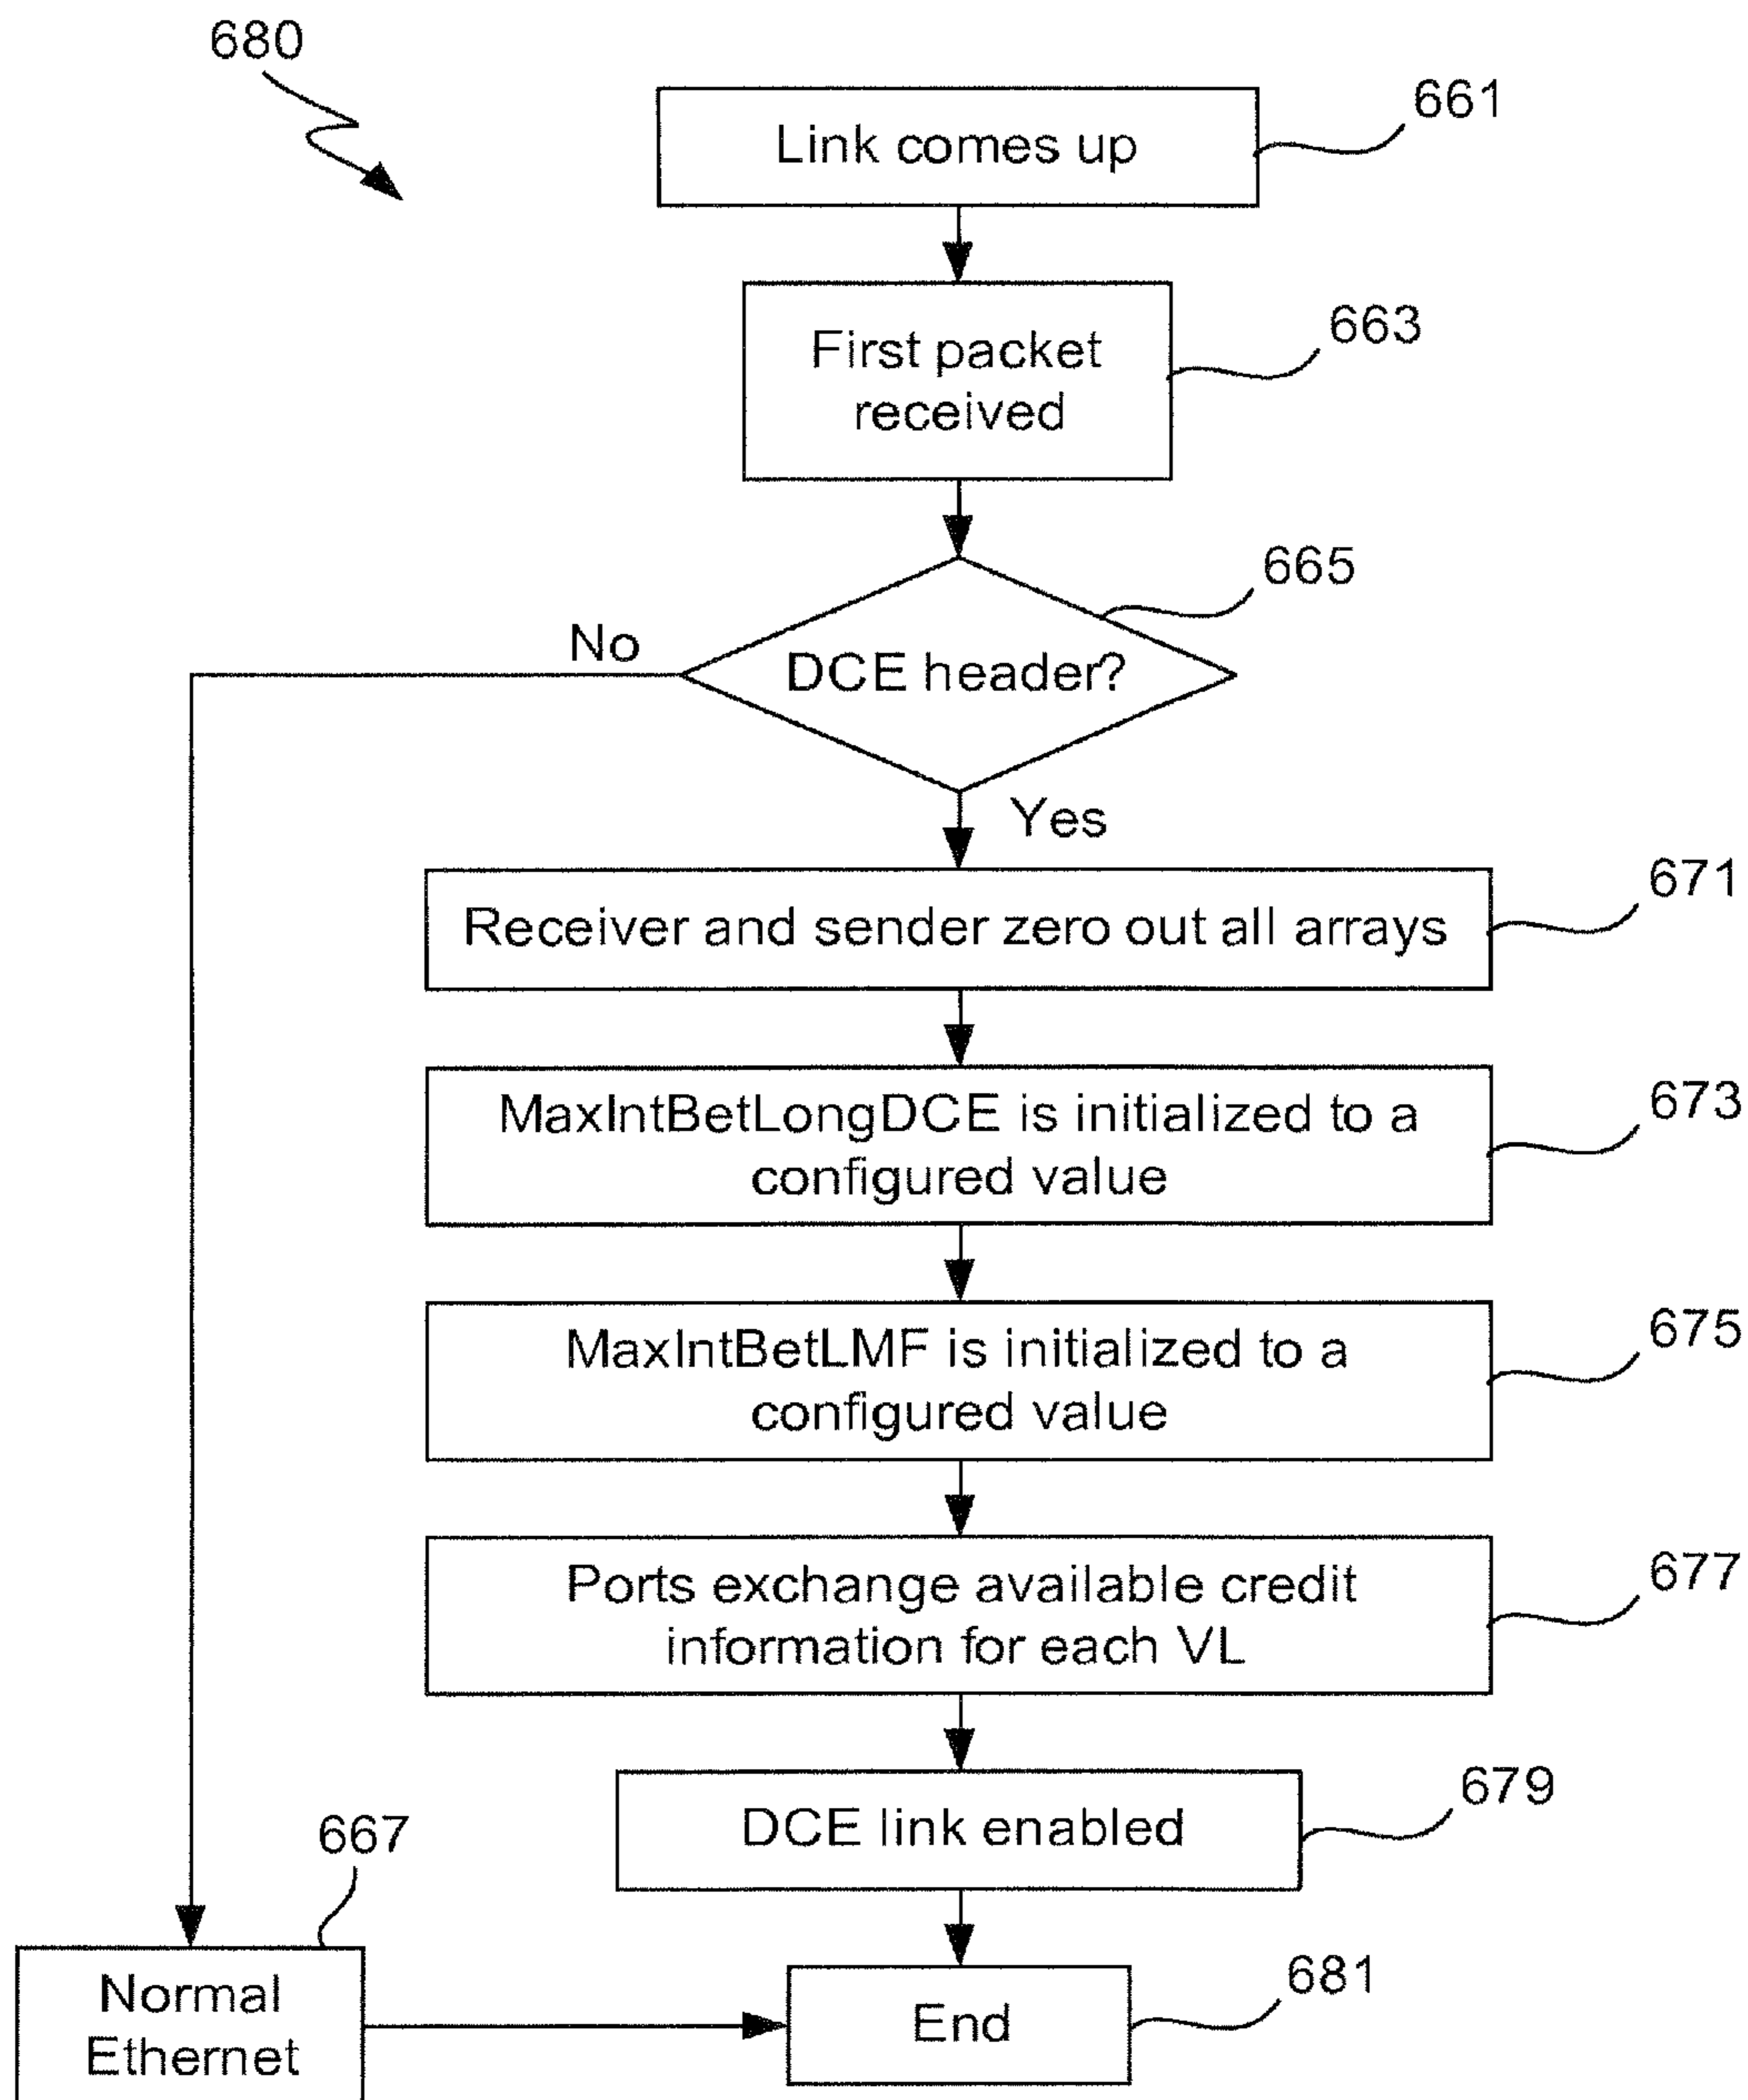 680
Link comes up
661
First packet
received
663
DCE header?
665
No
Yes
Receiver and sender zero out all arrays
671
MaxIntBetLongDCE is initialized to a
configured value
673
MaxIntBetLMF is initialized to a
configured value
675
Ports exchange available credit
information for each VL
677
DCE link enabled
679
667
Normal
Ethernet
End
681